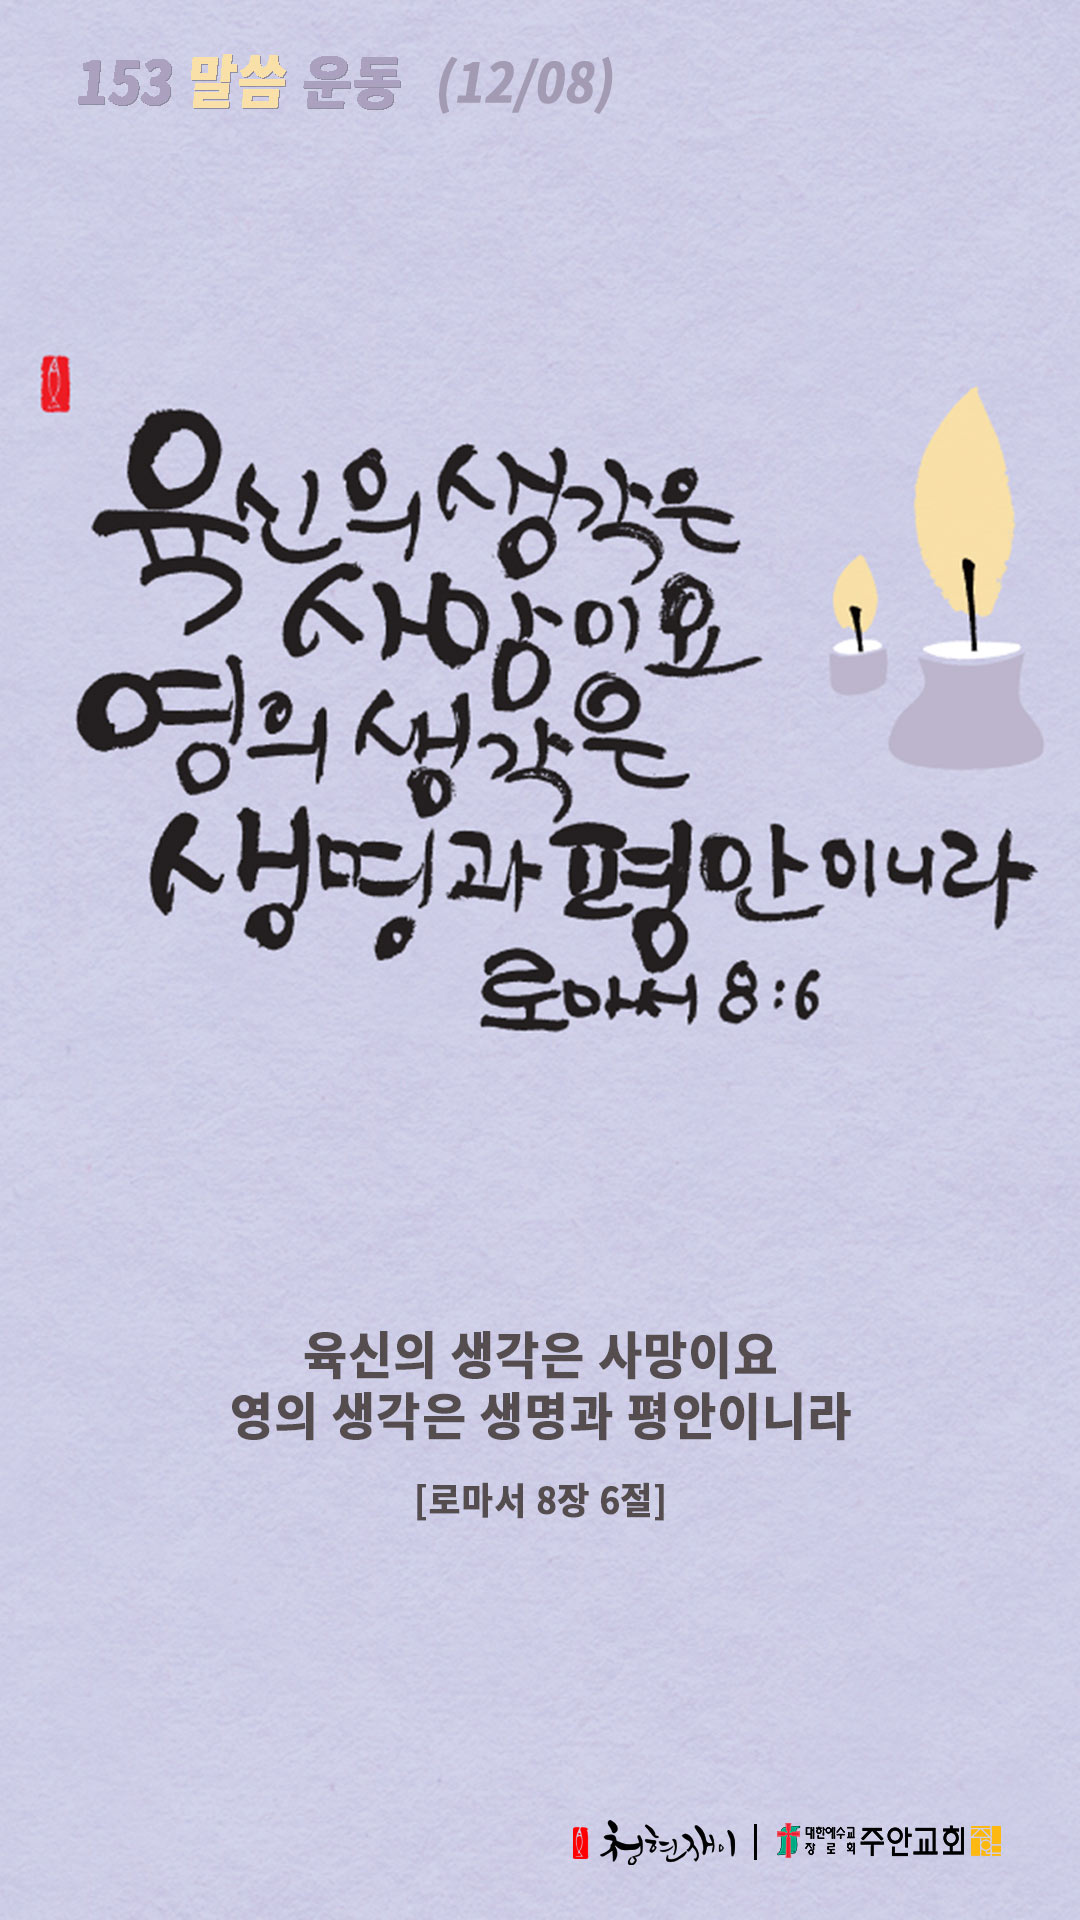 153 말씀 운동 (12/08)
육신의 생각은
사망이요
영의 생각은
생명과 평안이니라
로마서 8:6
육신의 생각은 사망이요
영의 생각은 생명과 평안이니라
[로마서 8장 6절]
청현재이 | 대한예수교장로회 주안교회